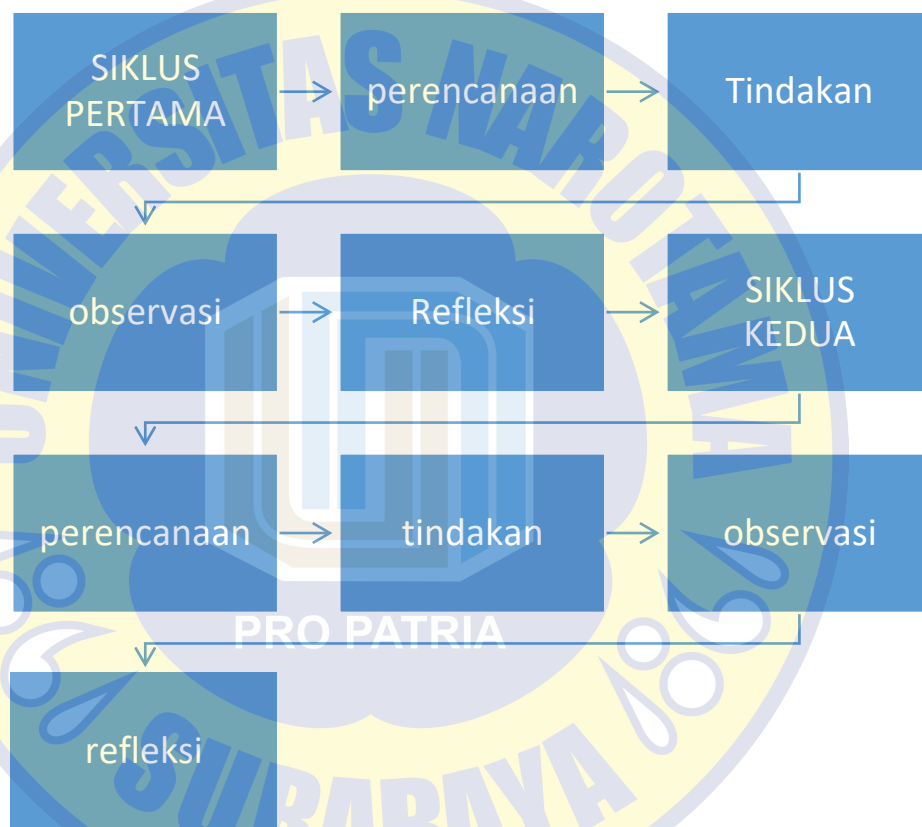 SIKLUS
PERTAMA
perencanaan
Tindakan
observasi
Refleksi
SIKLUS
KEDUA
perencanaan
tindakan
observasi
refleksi
UNIVERSITAS NAROTAMA
PRO PATRIA
SURABAYA